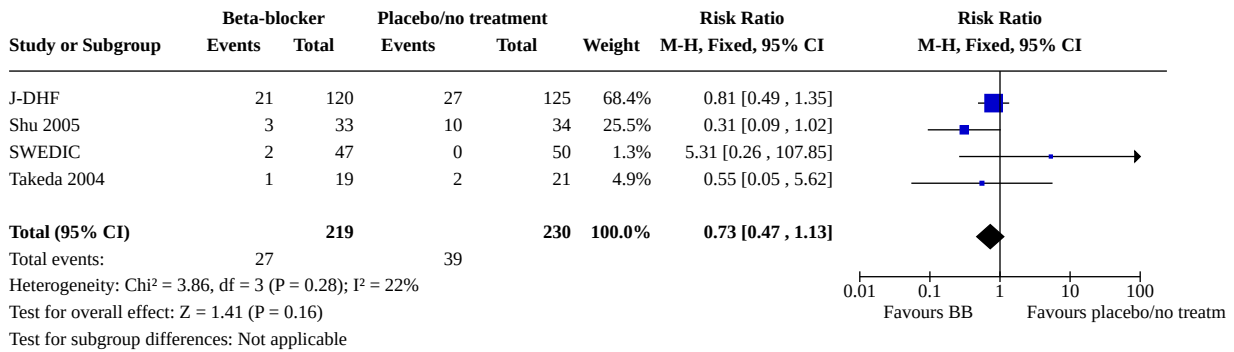 Beta-blocker Placebo/no treatment Risk Ratio Risk Ratio
Study or Subgroup Events Total Events Total Weight M-H, Fixed, 95% CI M-H, Fixed, 95% CI
J-DHF 21 120 27 125 68.4% 0.81 [0.49 , 1.35]
Shu 2005 3 33 10 34 25.5% 0.31 [0.09 , 1.02]
SWEDIC 2 47 0 50 1.3% 5.31 [0.26 , 107.85]
Takeda 2004 1 19 2 21 4.9% 0.55 [0.05 , 5.62]
Total (95% CI) 219 230 100.0% 0.73 [0.47 , 1.13]
Total events: 27 39
Heterogeneity: Chi² = 3.86, df = 3 (P = 0.28); I² = 22%
0.01 0.1 1 10 100
Test for overall effect: Z = 1.41 (P = 0.16) Favours BB Favours placebo/no treatm
Test for subgroup differences: Not applicable